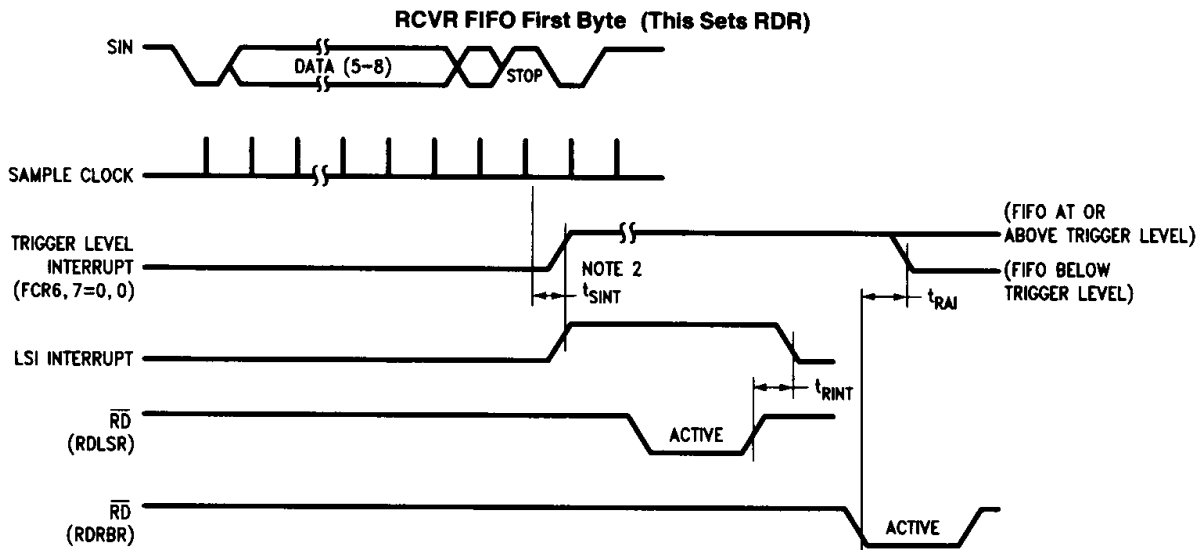 RCVR FIFO First Byte (This Sets RDR)
SIN
DATA (5-8)
STOP
SAMPLE CLOCK
TRIGGER LEVEL
INTERRUPT
(FCR6, 7=0, 0)
NOTE 2
tSINT
(FIFO AT OR
ABOVE TRIGGER LEVEL)
(FIFO BELOW
TRIGGER LEVEL)
tRAI
LSI INTERRUPT
tRINT
RD
(RDLSR)
ACTIVE
RD
(RDRBR)
ACTIVE